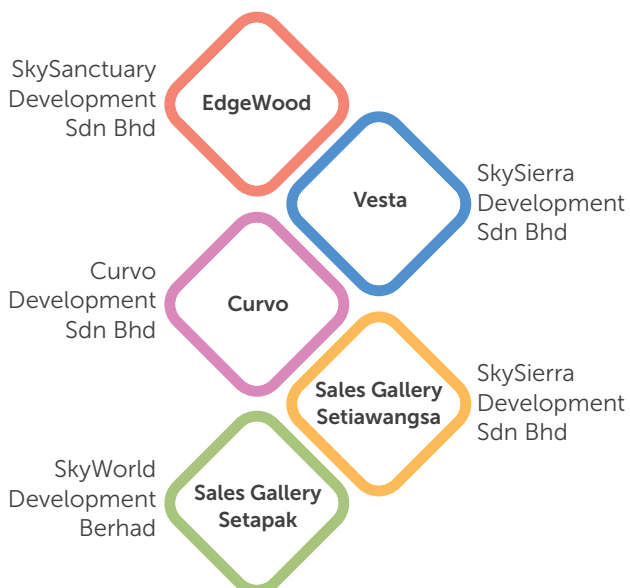 SkySanctuary
Development
Sdn Bhd
EdgeWood
Vesta
SkySierra
Development
Sdn Bhd
Curvo
Development
Sdn Bhd
Curvo
Sales Gallery
Setiawangsa
SkySierra
Development
Sdn Bhd
SkyWorld
Development
Berhad
Sales Gallery
Setapak